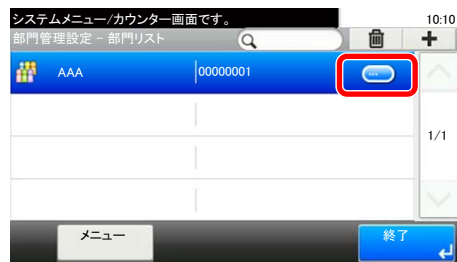 システムメニュー/カウンター画面です。
10:10
部門管理設定 - 部門リスト
AAA 00000001
1/1
メニュー 終了